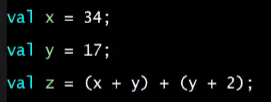 val x = 34;
val y = 17;
val z = (x + y) + (y + 2);